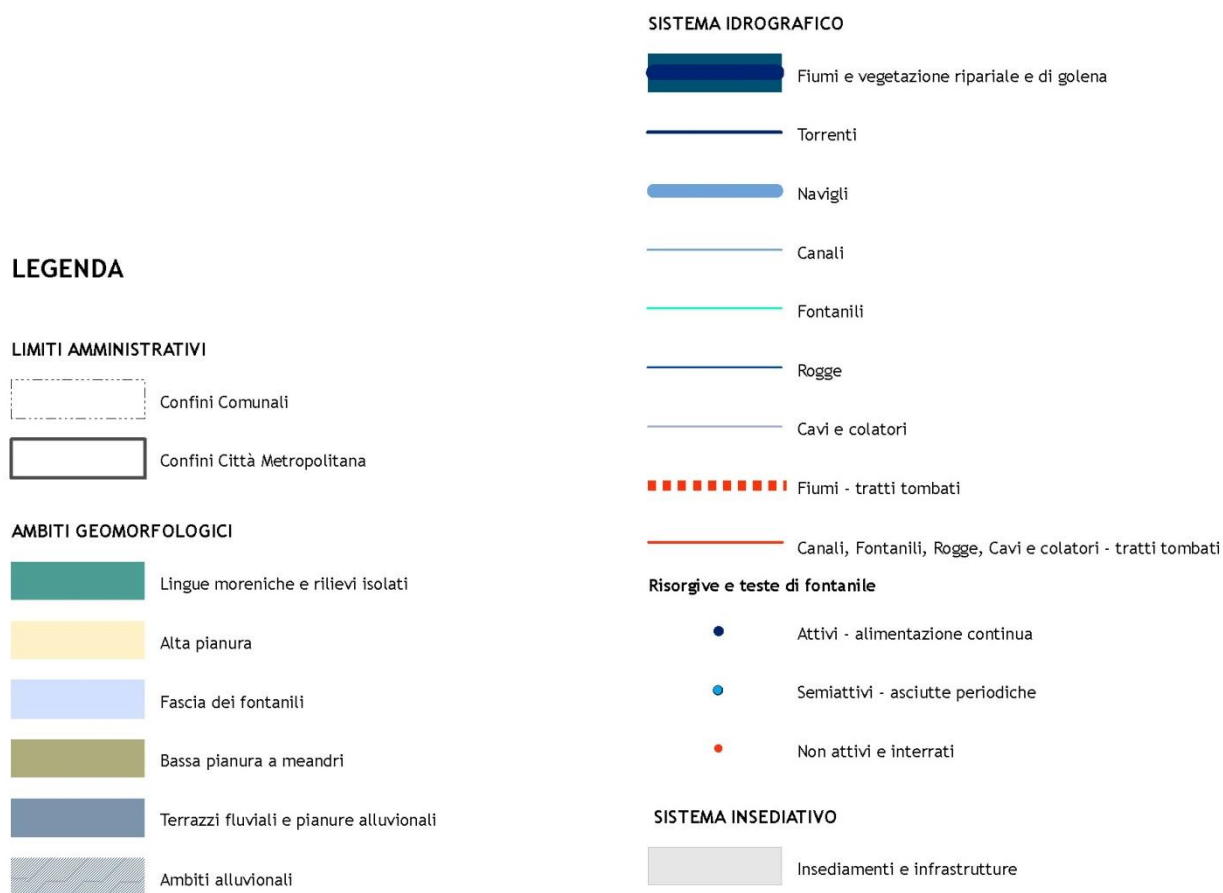 LEGENDA
LIMITI AMMINISTRATIVI
Confini Comunali
Confini Città Metropolitana
AMBITI GEOMORFOLOGICI
Lingue moreniche e rilievi isolati
Alta pianura
Fascia dei fontanili
Bassa pianura a meandri
Terrazzi fluviali e pianure alluvionali
Ambiti alluvionali
SISTEMA IDROGRAFICO
Fiumi e vegetazione ripariale e di golena
Torrenti
Navigli
Canali
Fontanili
Rogge
Cavi e colatori
Fiumi - tratti tombati
Canali, Fontanili, Rogge, Cavi e colatori - tratti tombati
Risorgive e teste di fontanile
Attivi - alimentazione continua
Semiattivi - asciutte periodiche
Non attivi e interrati
SISTEMA INSEDIATIVO
Insediamenti e infrastrutture